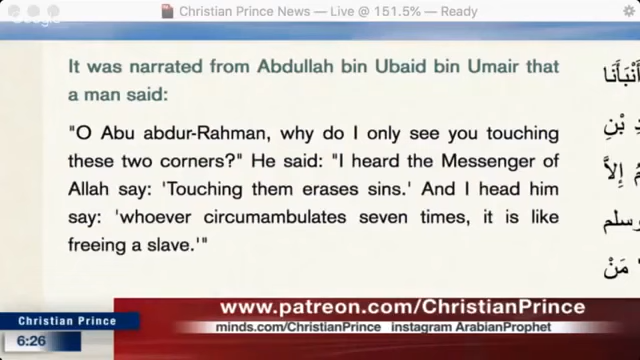 Christian Prince News — Live @ 151.5% — Ready
Google
It was narrated from Abdullah bin Ubaid bin Umair that
a man said:
"O Abu abdur-Rahman, why do I only see you touching
these two corners?" He said: "I heard the Messenger of
Allah say: 'Touching them erases sins.' And I head him
say: 'whoever circumambulates seven times, it is like
freeing a slave.'"
أَنْبَأَنَا
بْنِ
إِلاَّ
وسلم
مَنْ
www.patreon.com/ChristianPrince
minds.com/ChristianPrince instagram ArabianProphet
Christian Prince
6:26